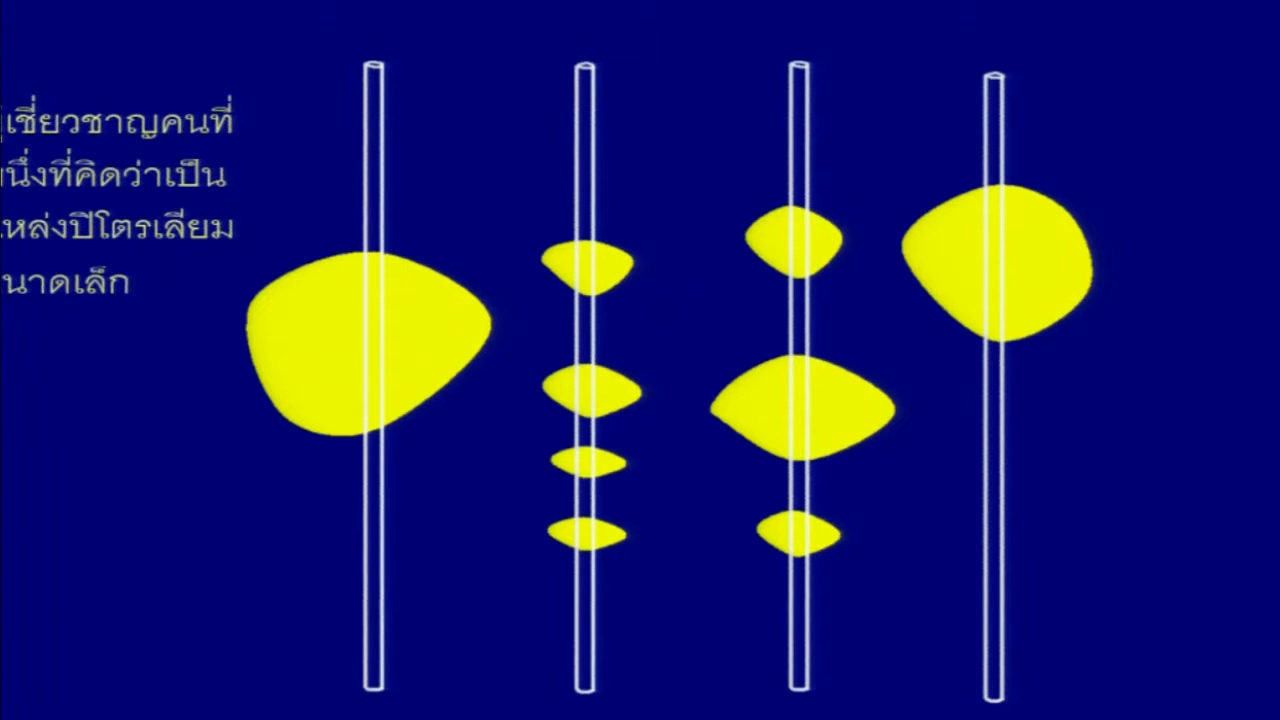 เชี่ยวชาญคนที่
นึ่งที่คิดว่าเป็น
หล่งปิโตรเลียม
นาดเล็ก